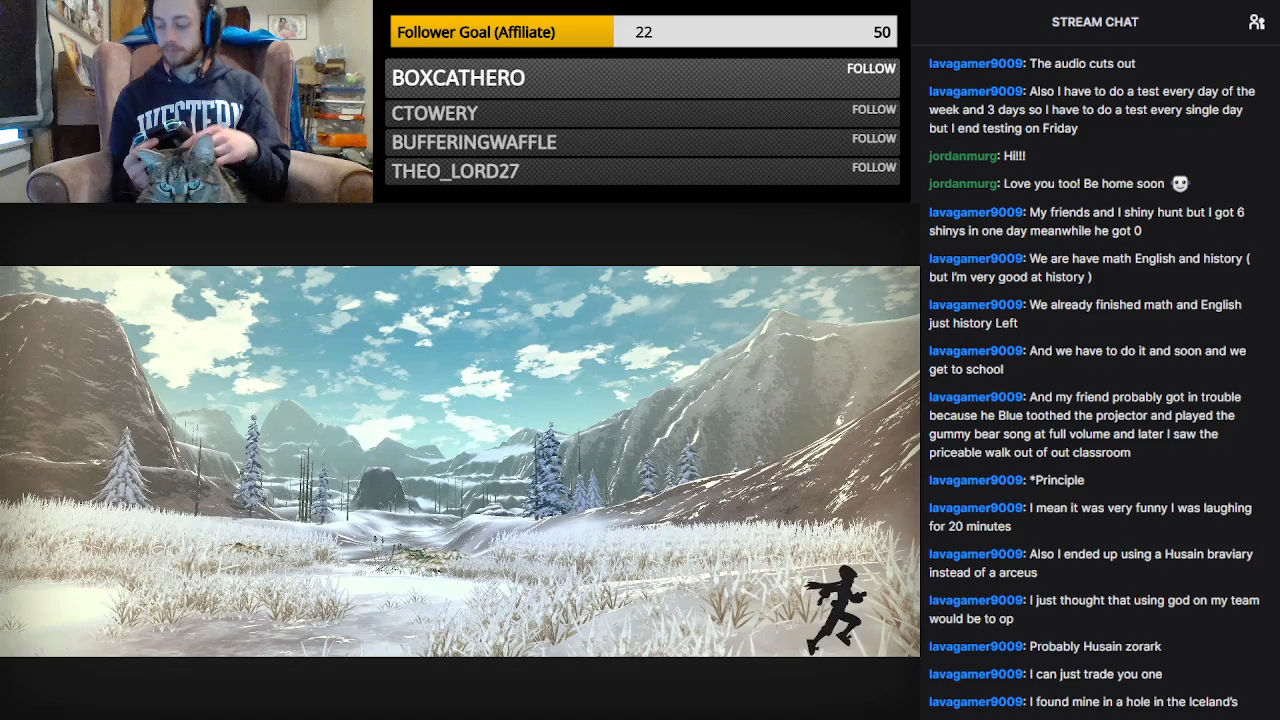 Follower Goal (Affiliate)
22
50
BOXCATHERO
FOLLOW
CTOWERY
FOLLOW
BUFFERINGWAFFLE
FOLLOW
THEO_LORD27
FOLLOW
WESTERN
STREAM CHAT
lavagamer9009: The audio cuts out
lavagamer9009: Also I have to do a test every day of the
week and 3 days so I have to do a test every single day
but I end testing on Friday
jordanmurg: Hi!!!
jordanmurg: Love you too! Be home soon
lavagamer9009: My friends and I shiny hunt but I got 6
shinys in one day meanwhile he got 0
lavagamer9009: We are have math English and history (
but I'm very good at history )
lavagamer9009: We already finished math and English
just history Left
lavagamer9009: And we have to do it and soon and we
get to school
lavagamer9009: And my friend probably got in trouble
because he Blue toothed the projector and played the
gummy bear song at full volume and later I saw the
priceable walk out of out classroom
lavagamer9009: *Principle
lavagamer9009: I mean it was very funny I was laughing
for 20 minutes
lavagamer9009: Also I ended up using a Husain braviary
instead of a arceus
lavagamer9009: I just thought that using god on my team
would be to op
lavagamer9009: Probably Husain zorark
lavagamer9009: I can just trade you one
lavagamer9009: I found mine in a hole in the Iceland's